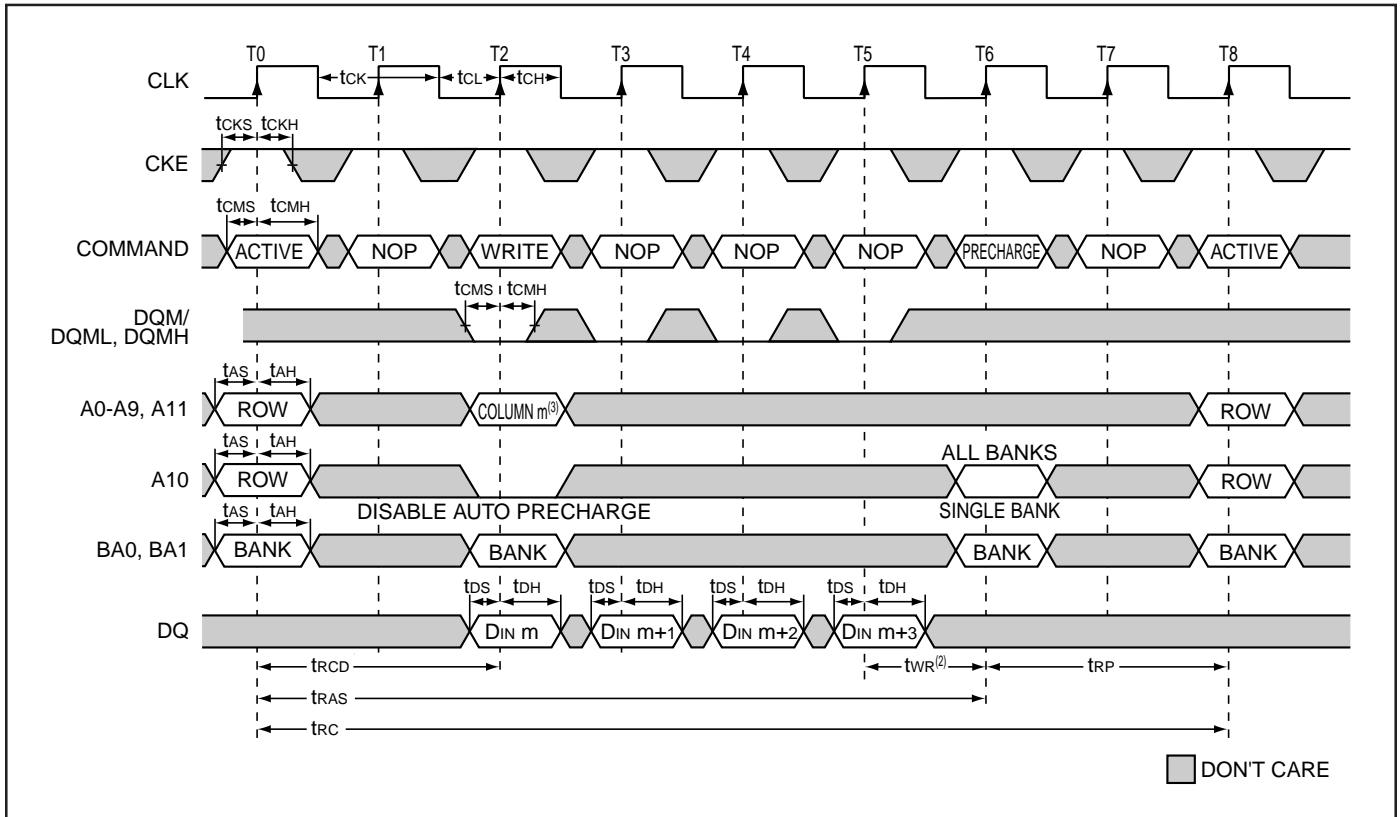 T0 T1 T2 T3 T4 T5 T6 T7 T8
CLK tCK tCL tCH
tCKS tCKH
CKE
tCMS tCMH
COMMAND ACTIVE NOP WRITE NOP NOP NOP PRECHARGE NOP ACTIVE
tCMS tCMH
DQM/
DQML, DQMH
tAS tAH
A0-A9, A11 ROW COLUMN m(3) ROW
tAS tAH ALL BANKS
A10 ROW ROW
DISABLE AUTO PRECHARGE SINGLE BANK
tAS tAH
BA0, BA1 BANK BANK BANK BANK
tDS tDH tDS tDH tDS tDH tDS tDH
DQ DIN m DIN m+1 DIN m+2 DIN m+3
tRCD tWR(2) tRP
tRAS
tRC
DON'T CARE